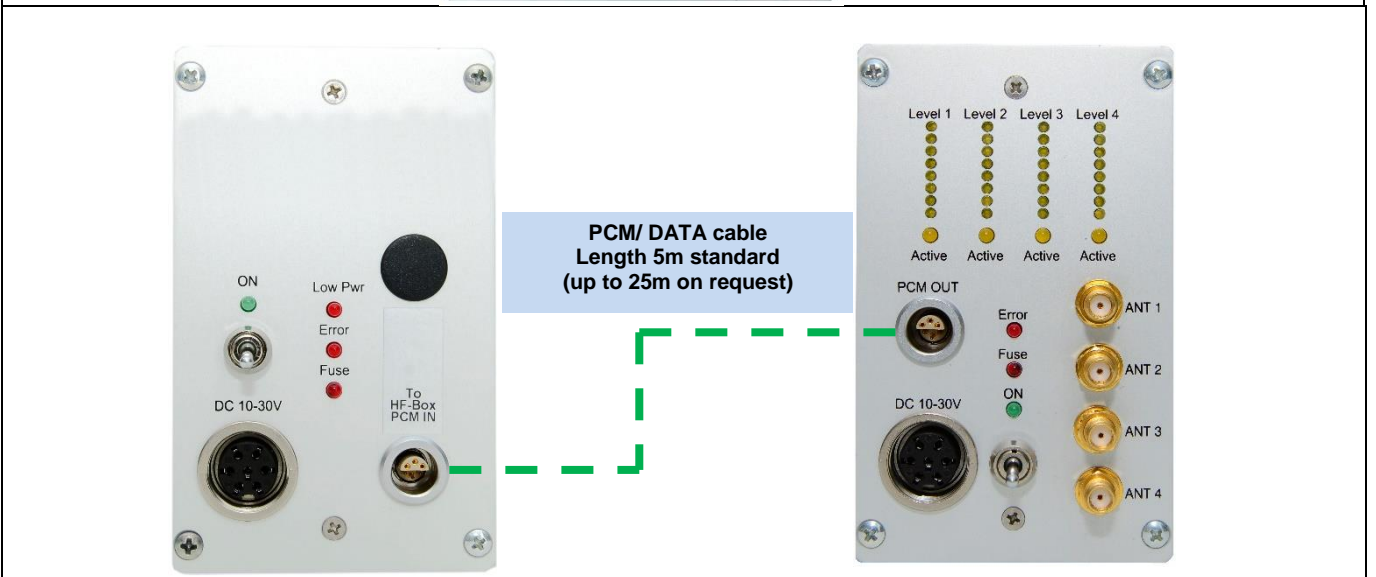 ON
Low Pwr
Error
Fuse
DC 10-30V
To
HF-Box
PCM IN
PCM/ DATA cable
Length 5m standard
(up to 25m on request)
Level 1 Level 2 Level 3 Level 4
Active Active Active Active
PCM OUT
Error
Fuse
ON
DC 10-30V
ANT 1
ANT 2
ANT 3
ANT 4